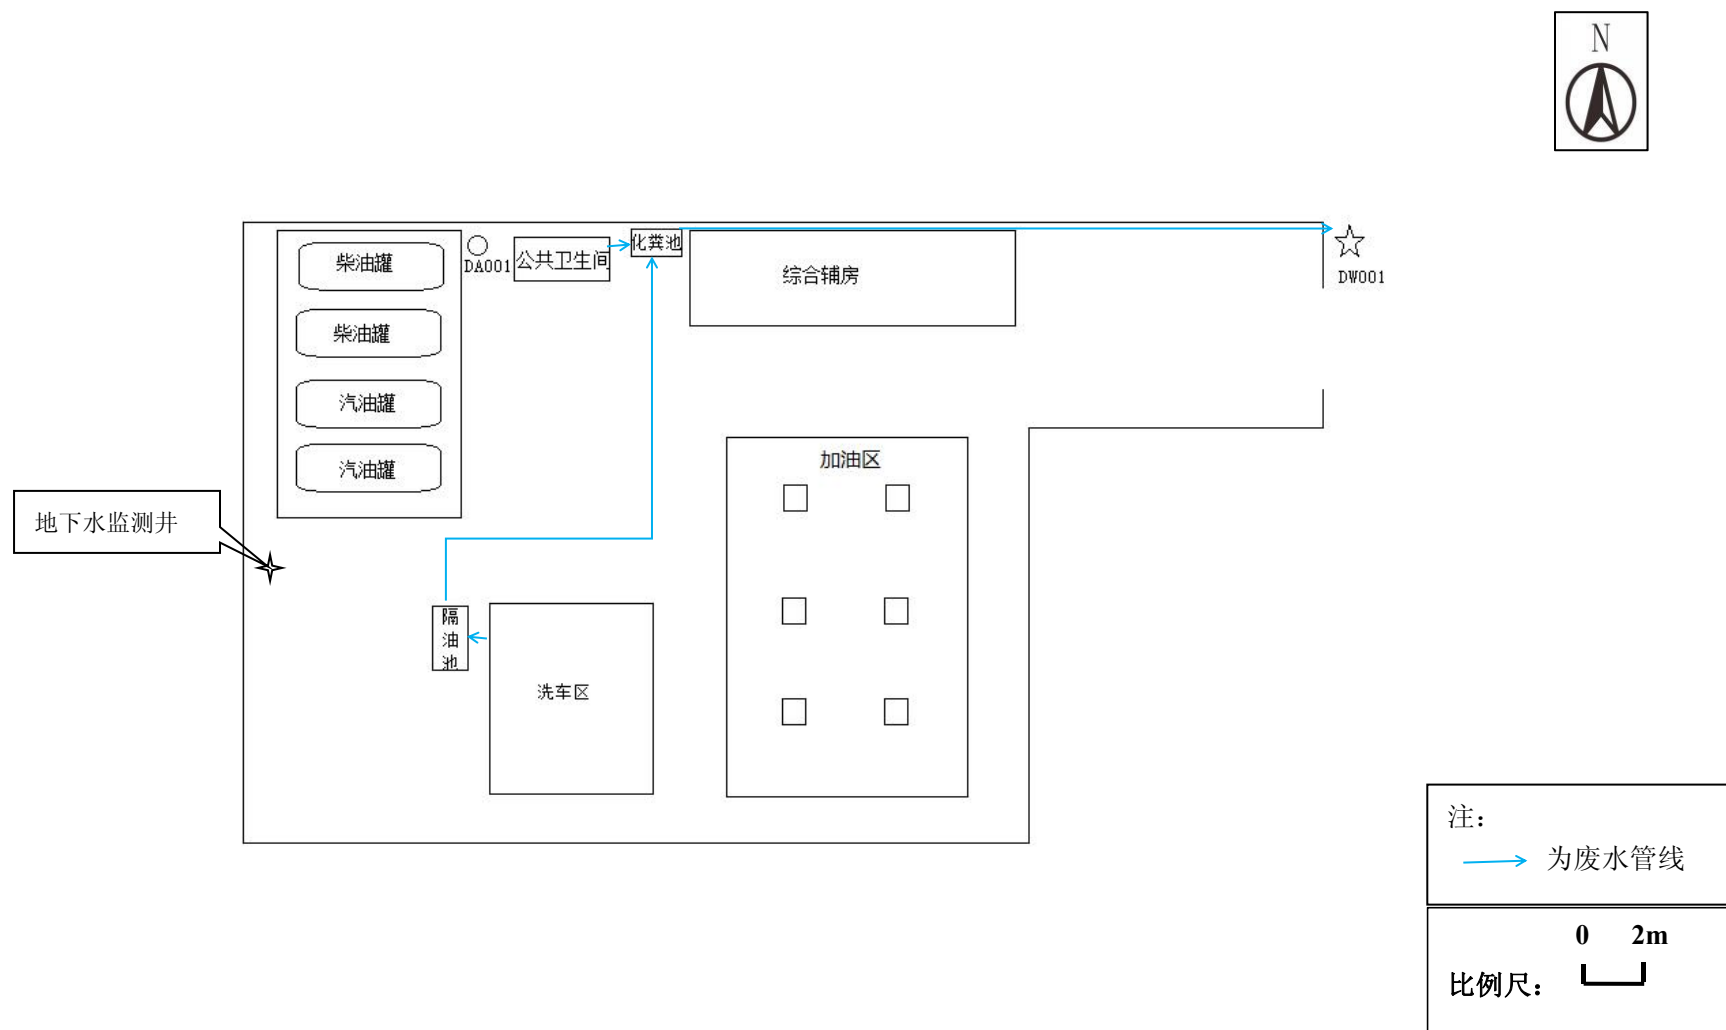 N
柴油罐
DA001
公共卫生间
化粪池
综合辅房
DW001
柴油罐
汽油罐
汽油罐
加油区
地下水监测井
隔
油
池
洗车区
注：
为废水管线
0 2m
比例尺：